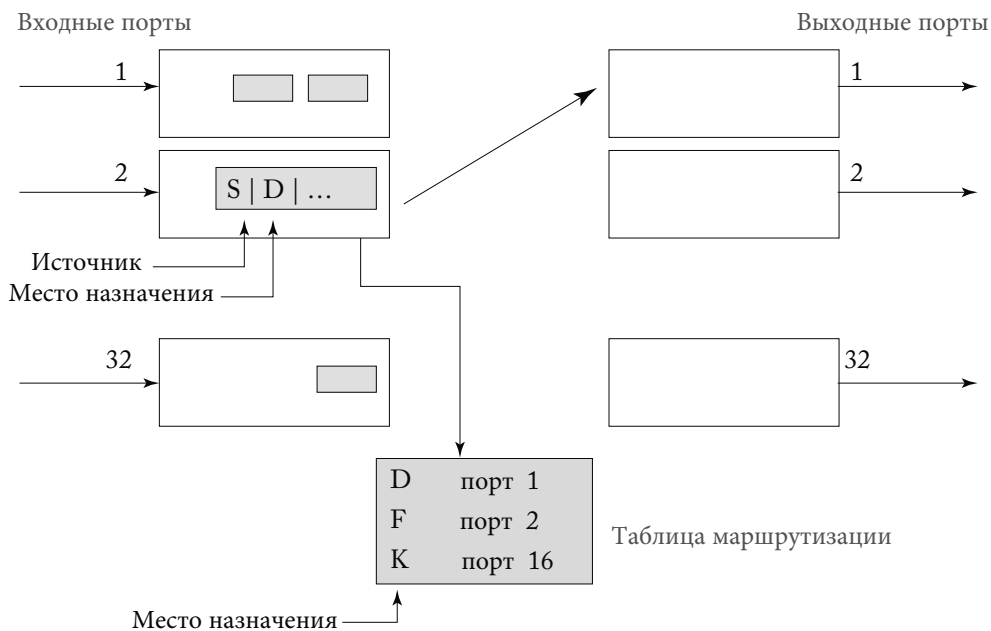 Входные порты
Выходные порты
1
1
2
S | D | ...
2
Источник
Место назначения
32
32
D порт 1
F порт 2
K порт 16
Таблица маршрутизации
Место назначения